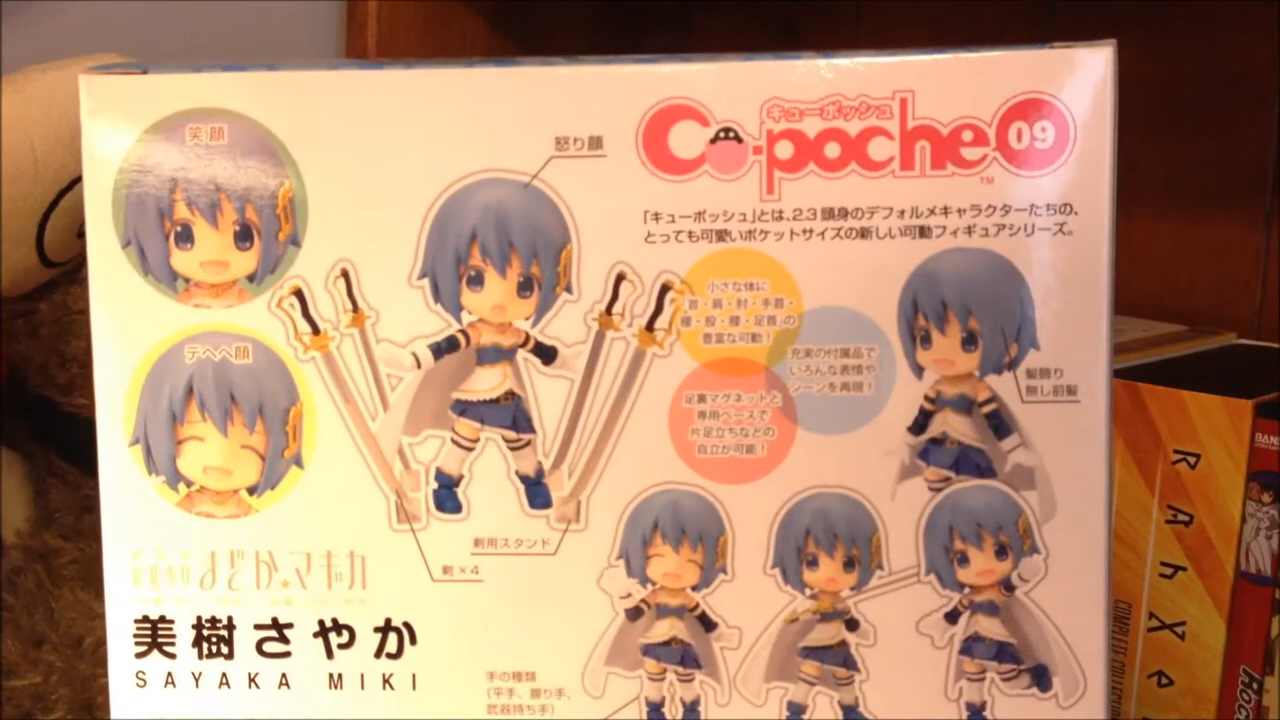 笑顔
怒り顔
キューポッシュ
Cu-poche 09
TM
「キューポッシュ」とは、2.3頭身のデフォルメキャラクターたちの、
とっても可愛いポケットサイズの新しい可動フィギュアシリーズ。
小さな体に
「首・肩・肘・手首・
腰・股・膝・足首」の
豊富な可動!
充実の付属品で
いろんな表情や
シーンを再現!
足裏マグネットと
専用ベースで
片足立ちなどの
自立が可能!
髪飾り
無し前髪
テヘヘ顔
剣用スタンド
剣×4
まどか★マギカ
美樹さやか
SAYAKA MIKI
手の種類
(平手、握り手、
武器持ち手)
RahXe
COMPLETE COLLECTION
BAN